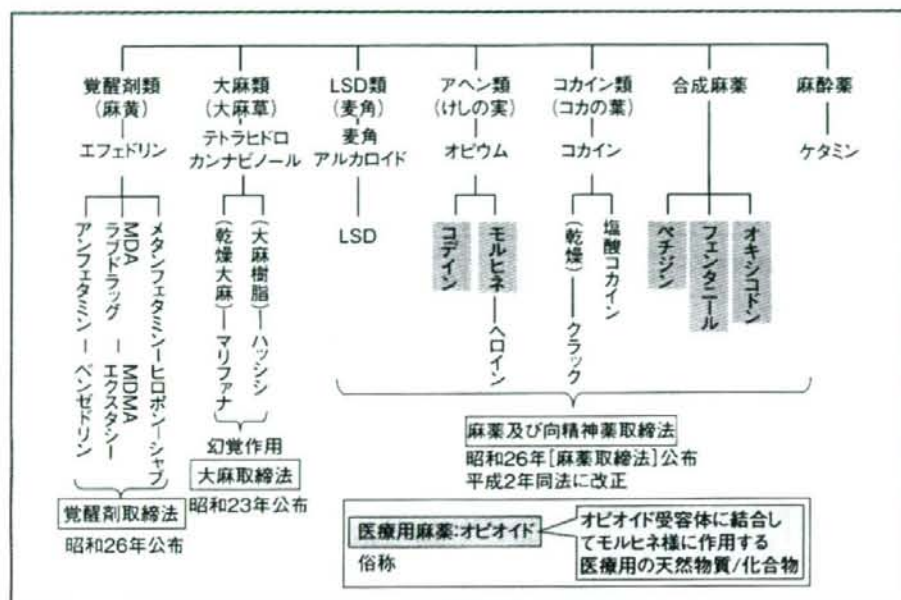 覚醒剤類
(麻黄)
エフェドリン
アンフェタミン ─ ベンゼドリン
MDA
ラブドラッグ ─ MDMA
エクスタシー
メタンフェタミン─ヒロポン─シャブ
覚醒剤取締法
昭和26年公布
大麻類
(大麻草)
テトラヒドロ
カンナビノール
(乾燥大麻)─マリファナ
(大麻樹脂)─ハッシシ
幻覚作用
大麻取締法
昭和23年公布
LSD類
(麦角)
麦角
アルカロイド
LSD
アヘン類
(けしの実)
オピウム
コデイン
モルヒネ─ヘロイン
コカイン類
(コカの葉)
コカイン
(乾燥)─クラック
塩酸コカイン
合成麻薬
ペチジン
フェンタニール
オキシコドン
麻酔薬
ケタミン
麻薬及び向精神薬取締法
昭和26年[麻薬取締法]公布
平成2年同法に改正
医療用麻薬:オピオイド
俗称
オピオイド受容体に結合し
てモルヒネ様に作用する
医療用の天然物質/化合物